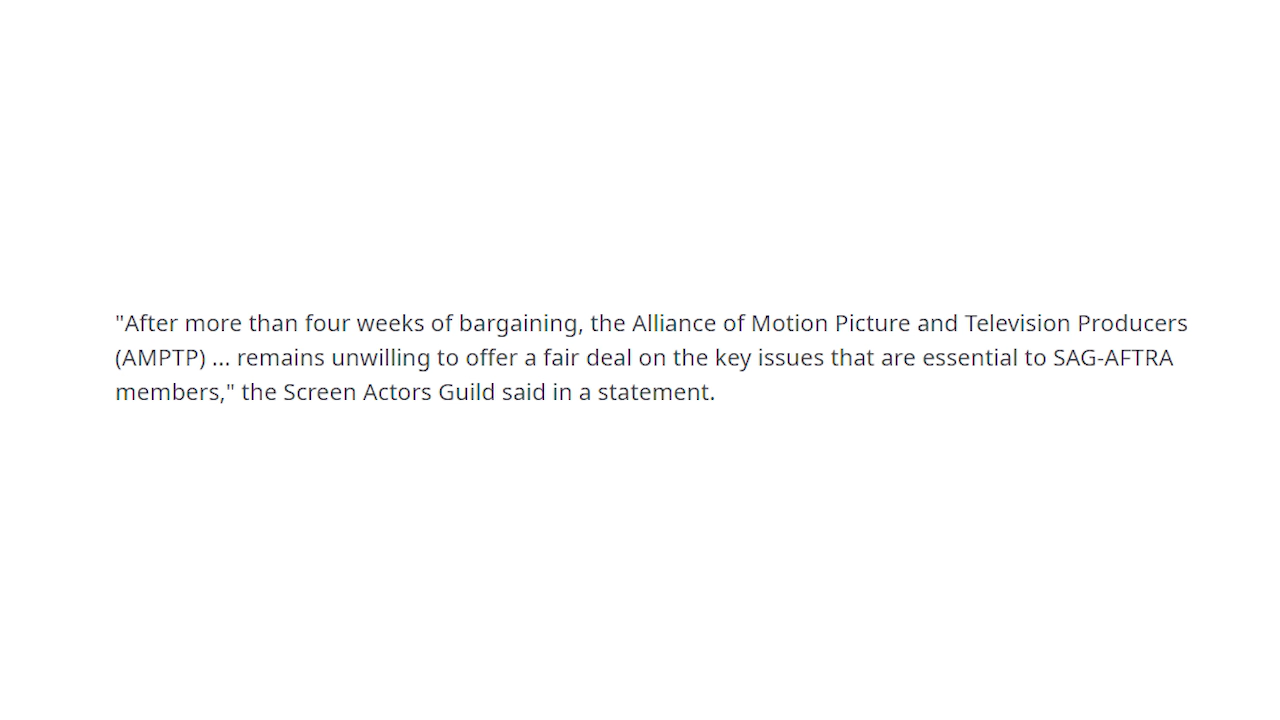 "After more than four weeks of bargaining, the Alliance of Motion Picture and Television Producers
(AMPTP) ... remains unwilling to offer a fair deal on the key issues that are essential to SAG-AFTRA
members," the Screen Actors Guild said in a statement.